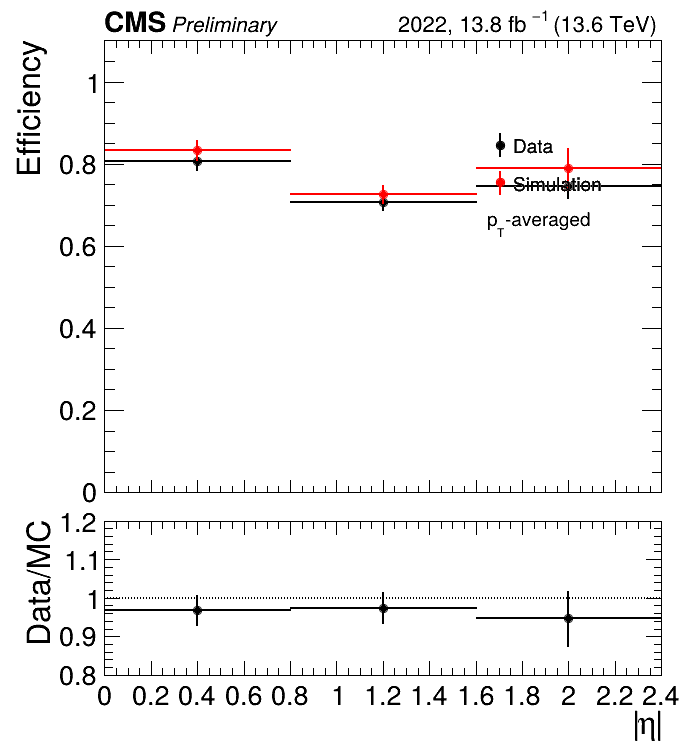 CMS Preliminary 2022, 13.8 fb⁻¹ (13.6 TeV)
Efficiency
1
0.8
0.6
0.4
0.2
0
Data
Simulation
p_T-averaged
Data/MC
1.2
1.1
1
0.9
0.8
0 0.2 0.4 0.6 0.8 1 1.2 1.4 1.6 1.8 2 2.2 2.4
|η|